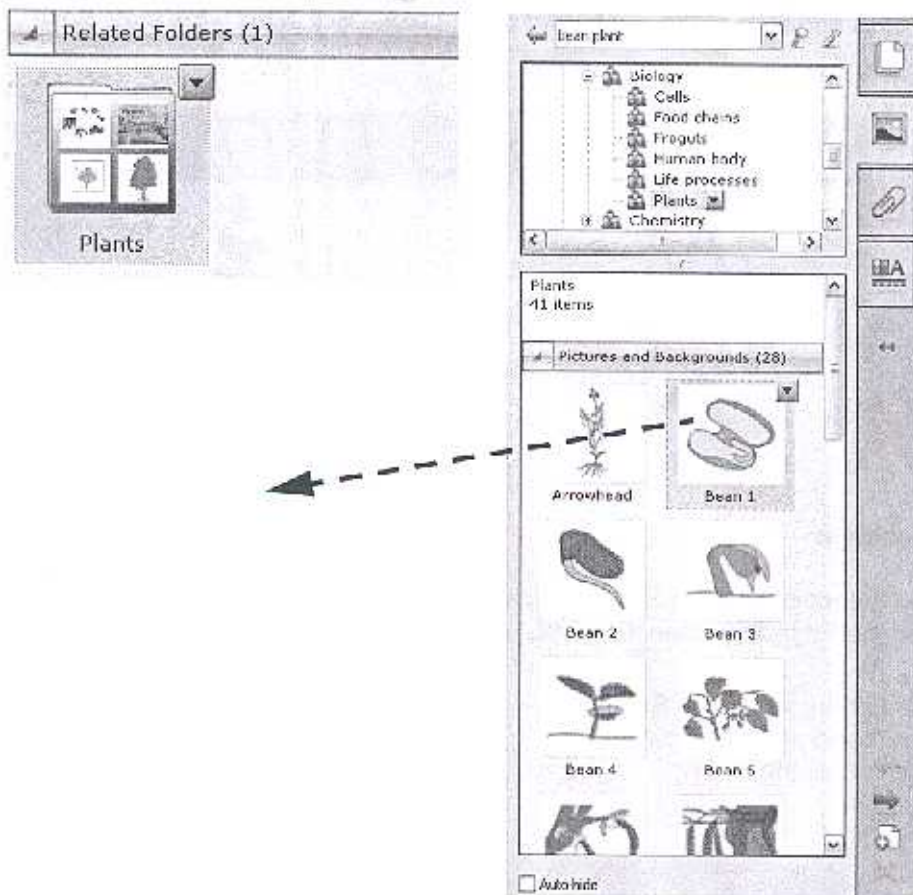 Related Folders (1)
Plants
bean plant
Biology
Cells
Food chains
Froguts
Human body
Life processes
Plants
Chemistry
Plants
41 items
Pictures and Backgrounds (28)
Arrowhead
Bean 1
Bean 2
Bean 3
Bean 4
Bean 5
Auto-hide